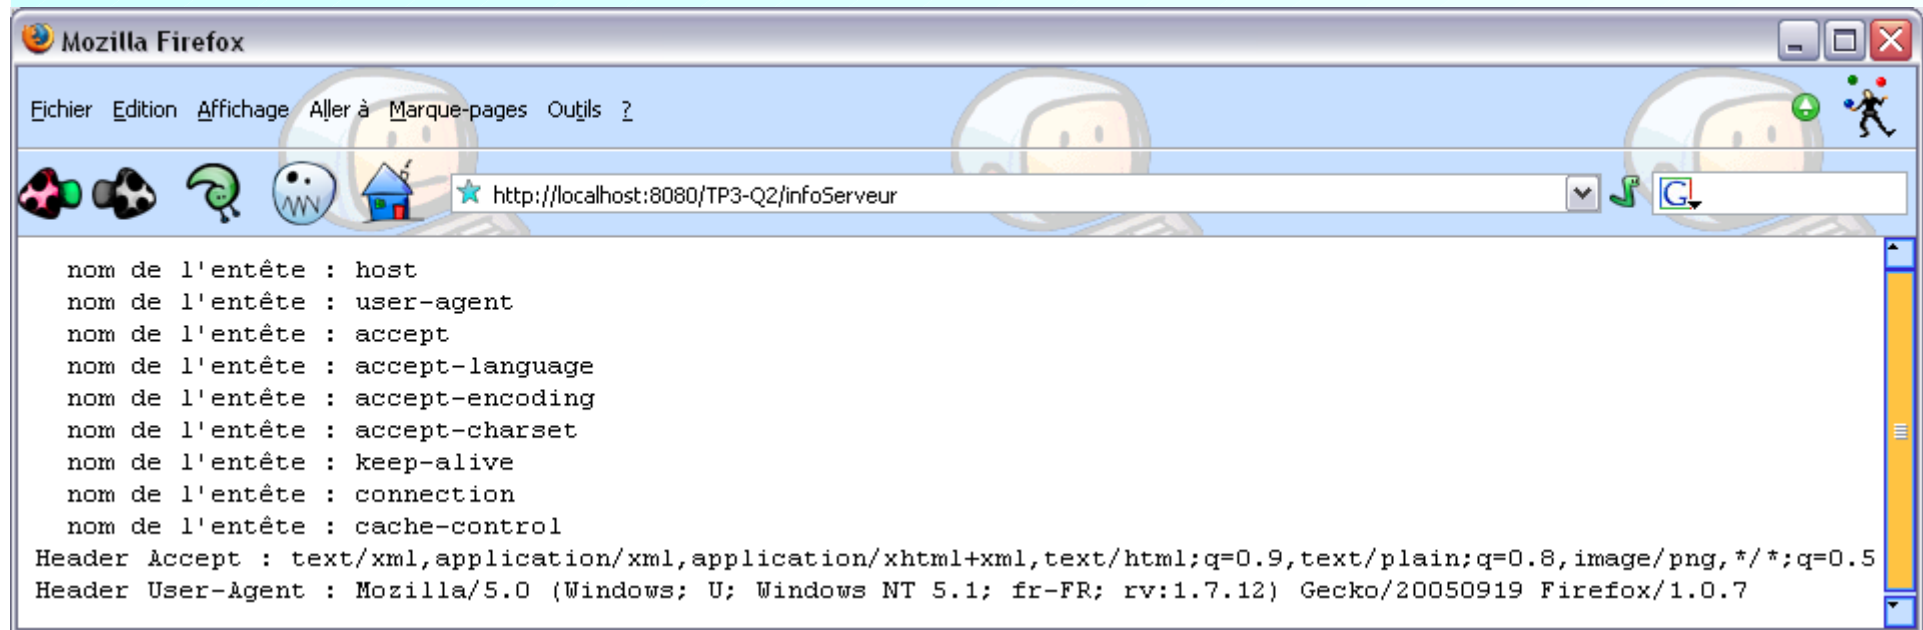 Mozilla Firefox
Fichier Edition Affichage Aller à Marque-pages Outils ?
http://localhost:8080/TP3-Q2/infoServeur G
nom de l'entête : host
nom de l'entête : user-agent
nom de l'entête : accept
nom de l'entête : accept-language
nom de l'entête : accept-encoding
nom de l'entête : accept-charset
nom de l'entête : keep-alive
nom de l'entête : connection
nom de l'entête : cache-control
Header Accept : text/xml,application/xml,application/xhtml+xml,text/html;q=0.9,text/plain;q=0.8,image/png,*/*;q=0.5
Header User-Agent : Mozilla/5.0 (Windows; U; Windows NT 5.1; fr-FR; rv:1.7.12) Gecko/20050919 Firefox/1.0.7